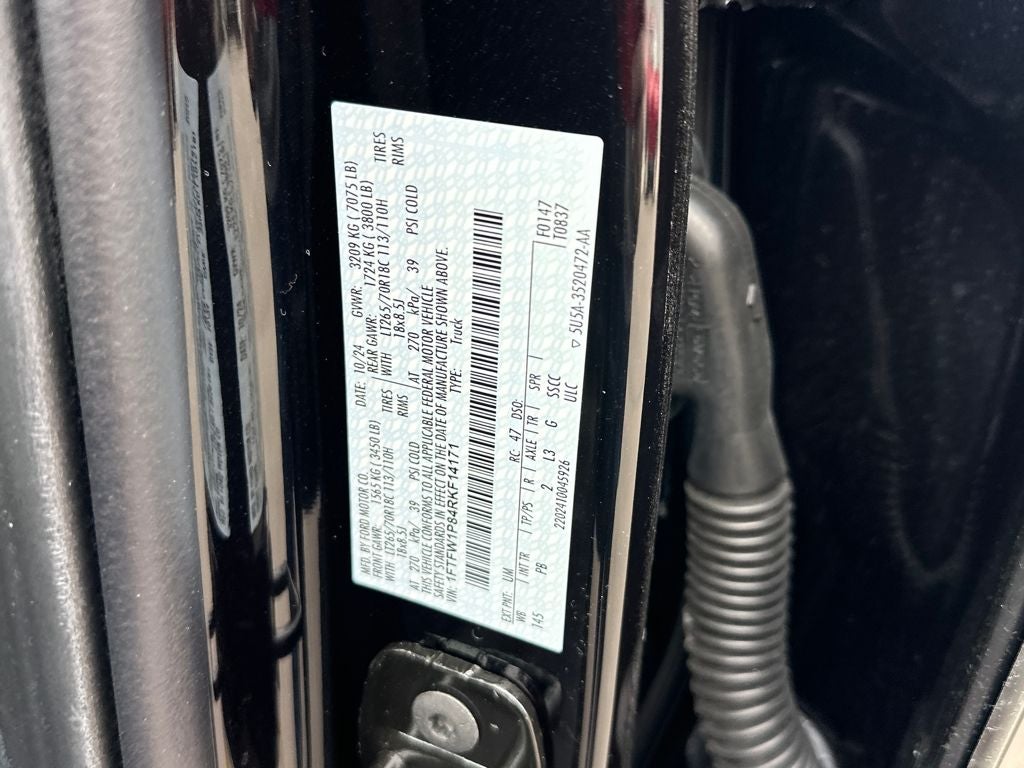 MFD. BY FORD MOTOR CO. DATE: 10/24 GVWR: 3209 KG ( 7075 LB)
FRONT GAWR: 1565 KG ( 3450 LB) REAR GAWR: 1724 KG ( 3800 LB)
WITH LT265/70R18C 113/110H TIRES WITH LT265/70R18C 113/110H TIRES
18x8.5J RIMS 18x8.5J RIMS
AT 270 kPa/ 39 PSI COLD AT 270 kPa/ 39 PSI COLD
THIS VEHICLE CONFORMS TO ALL APPLICABLE FEDERAL MOTOR VEHICLE
SAFETY STANDARDS IN EFFECT ON THE DATE OF MANUFACTURE SHOWN ABOVE.
VIN: 1FTFW1P84RKF14171 TYPE: Truck
EXT PNT: UM RC: 47 DSO: F0147
WB INT TR TP/PS R AXLE TR SPR T0837
145 PB 2 L3 G SSCC
2202410045926 ULC
5U5A-3520472-AA